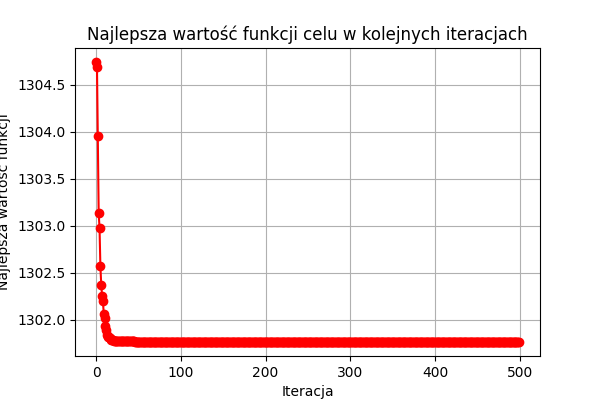 Najlepsza wartość funkcji celu w kolejnych iteracjach
Najlepsza wartość funkcji
1304.5
1304.0
1303.5
1303.0
1302.5
1302.0
0 100 200 300 400 500
Iteracja